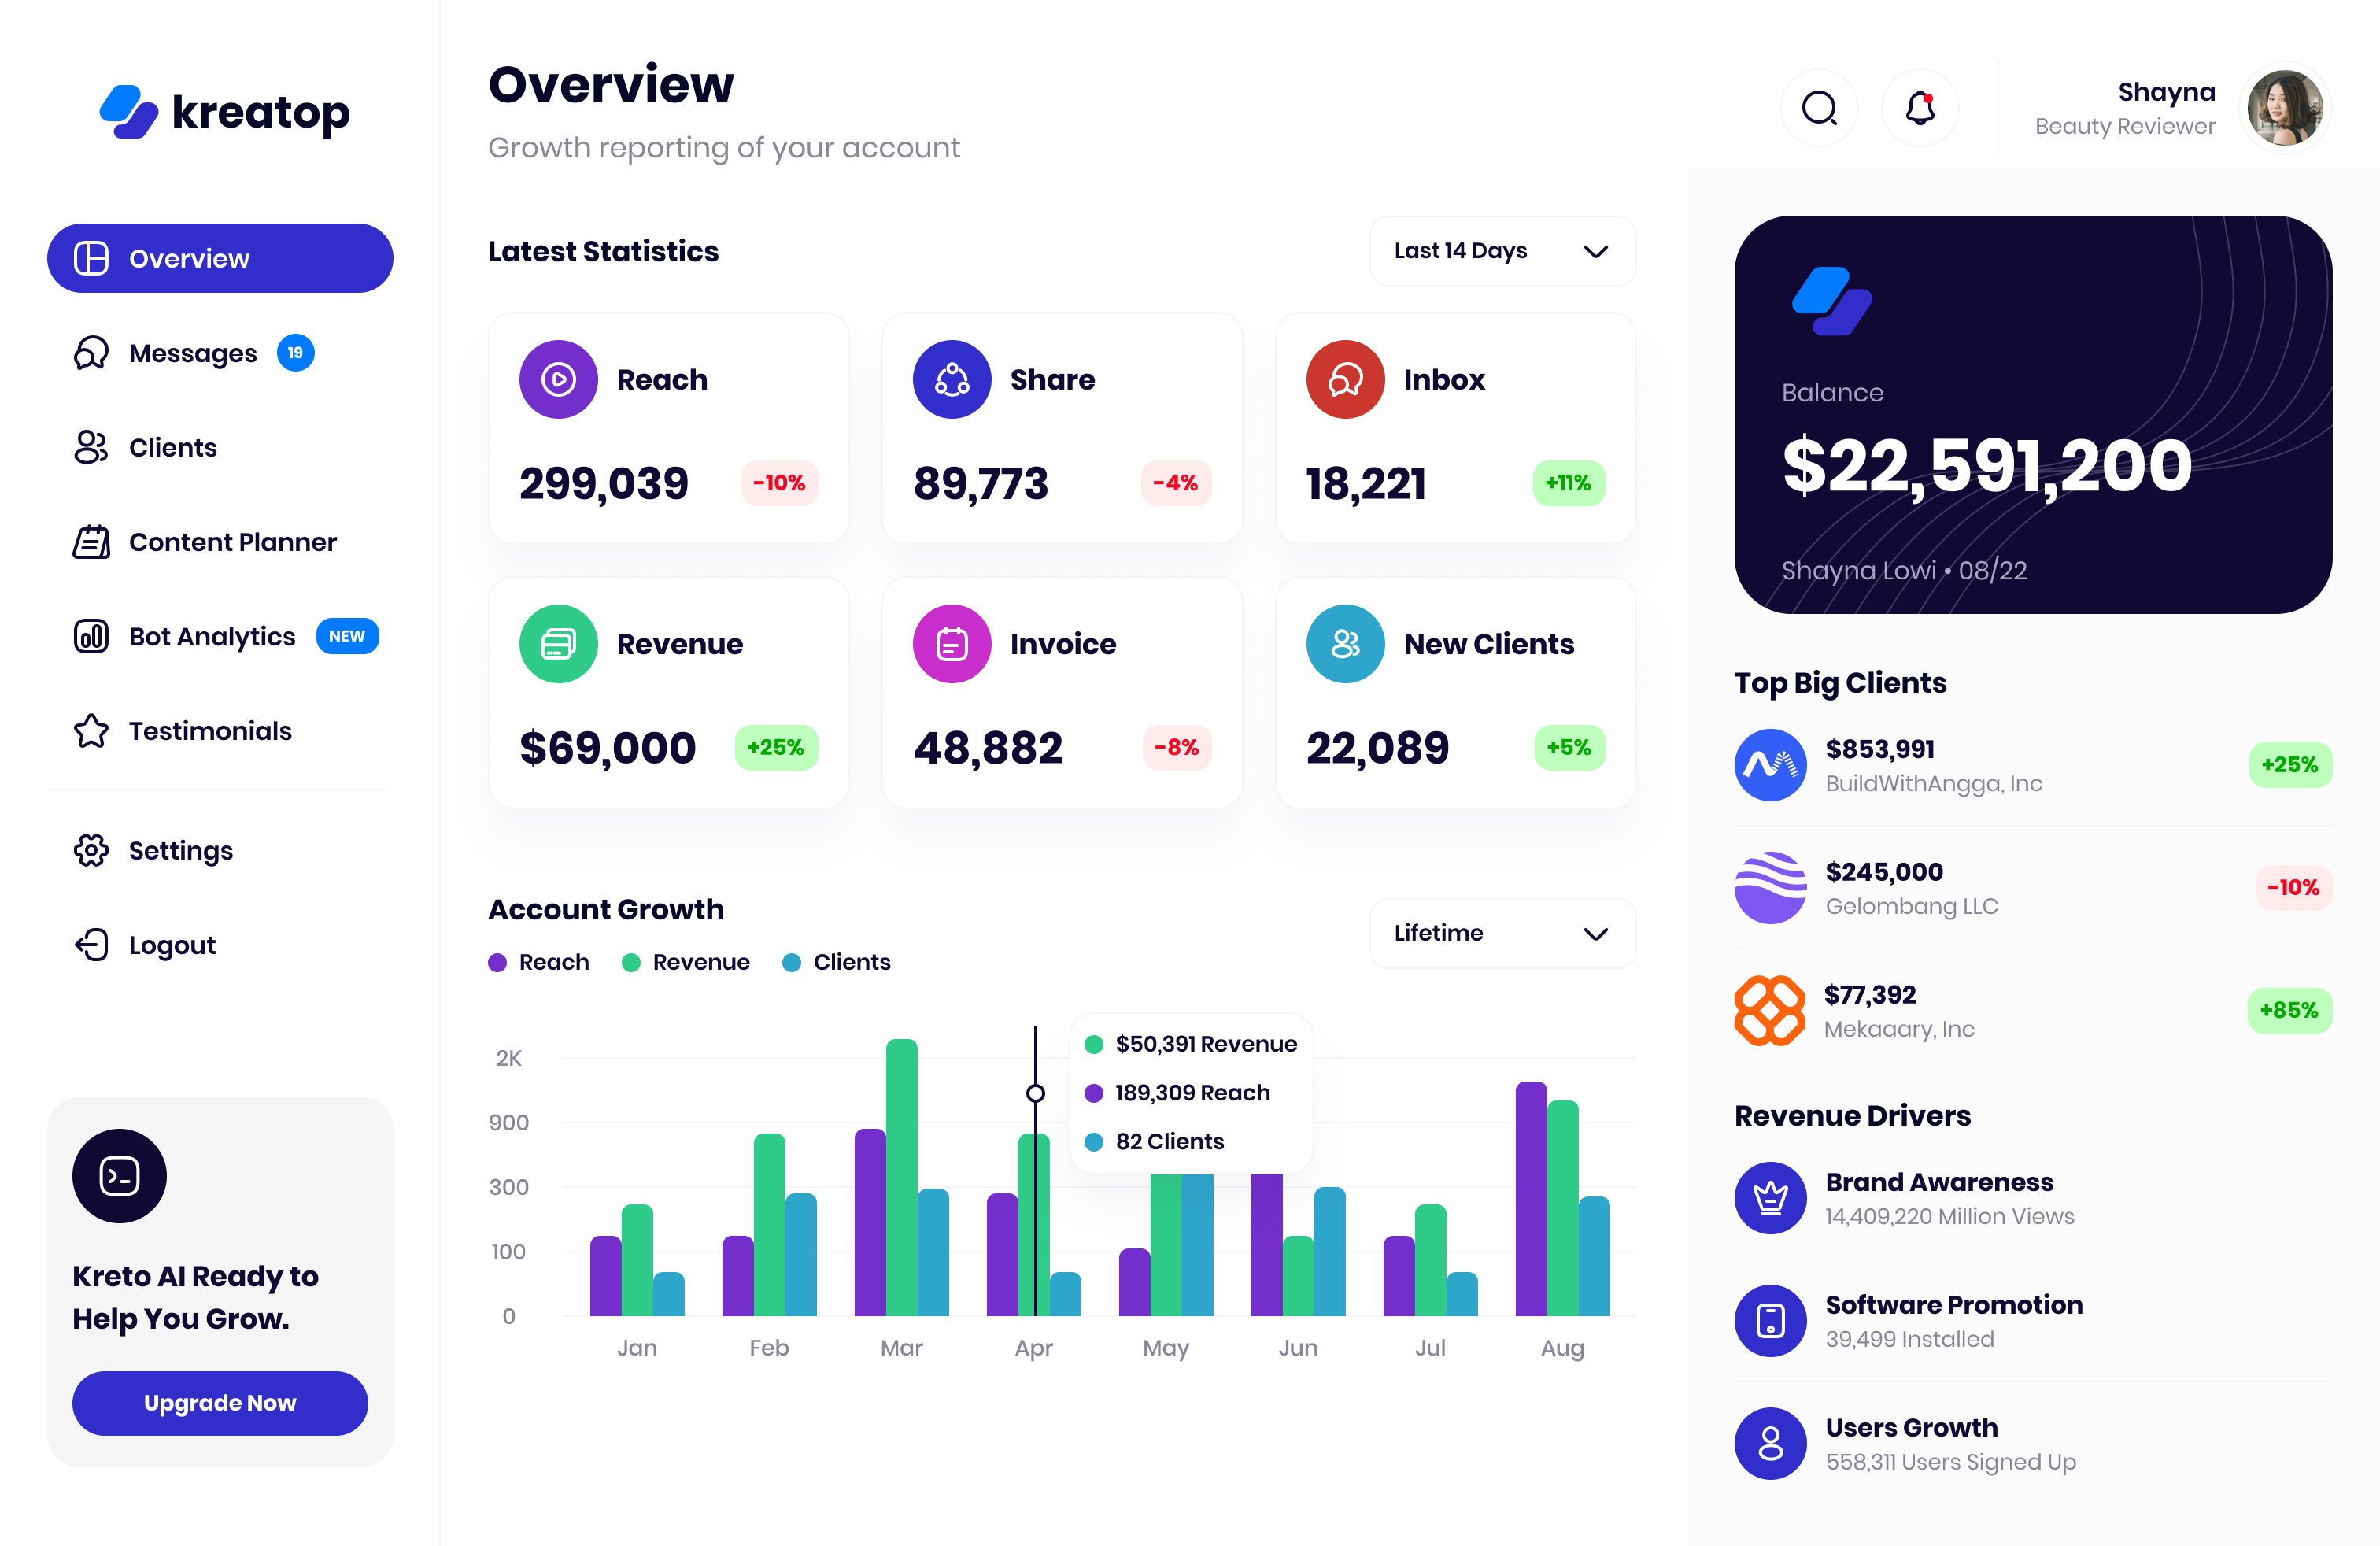 kreatop
Overview
Messages 19
Clients
Content Planner
Bot Analytics NEW
Testimonials
Settings
Logout
Kreto AI Ready to
Help You Grow.
Upgrade Now
Overview
Growth reporting of your account
Shayna
Beauty Reviewer
Latest Statistics
Last 14 Days
Reach
299,039 -10%
Share
89,773 -4%
Inbox
18,221 +11%
Revenue
$69,000 +25%
Invoice
48,882 -8%
New Clients
22,089 +5%
Account Growth
Lifetime
Reach Revenue Clients
2K
900
300
100
0
$50,391 Revenue
189,309 Reach
82 Clients
Jan Feb Mar Apr May Jun Jul Aug
Balance
$22,591,200
Shayna Lowi • 08/22
Top Big Clients
$853,991
BuildWithAngga, Inc
+25%
$245,000
Gelombang LLC
-10%
$77,392
Mekaaary, Inc
+85%
Revenue Drivers
Brand Awareness
14,409,220 Million Views
Software Promotion
39,499 Installed
Users Growth
558,311 Users Signed Up